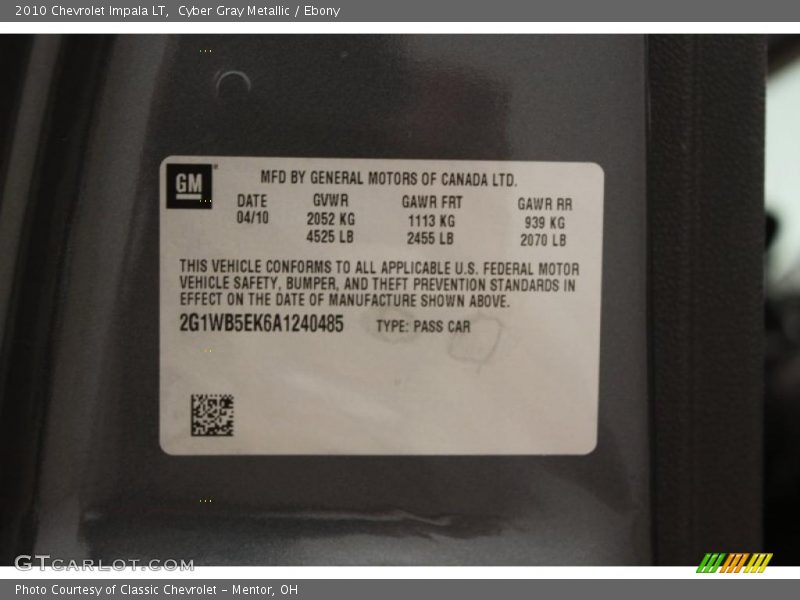 2010 Chevrolet Impala LT, Cyber Gray Metallic / Ebony
GM
MFD BY GENERAL MOTORS OF CANADA LTD.
DATE GVWR GAWR FRT GAWR RR
04/10 2052 KG 1113 KG 939 KG
4525 LB 2455 LB 2070 LB
THIS VEHICLE CONFORMS TO ALL APPLICABLE U.S. FEDERAL MOTOR
VEHICLE SAFETY, BUMPER, AND THEFT PREVENTION STANDARDS IN
EFFECT ON THE DATE OF MANUFACTURE SHOWN ABOVE.
2G1WB5EK6A1240485 TYPE: PASS CAR
GTCARLOT.COM
Photo Courtesy of Classic Chevrolet - Mentor, OH